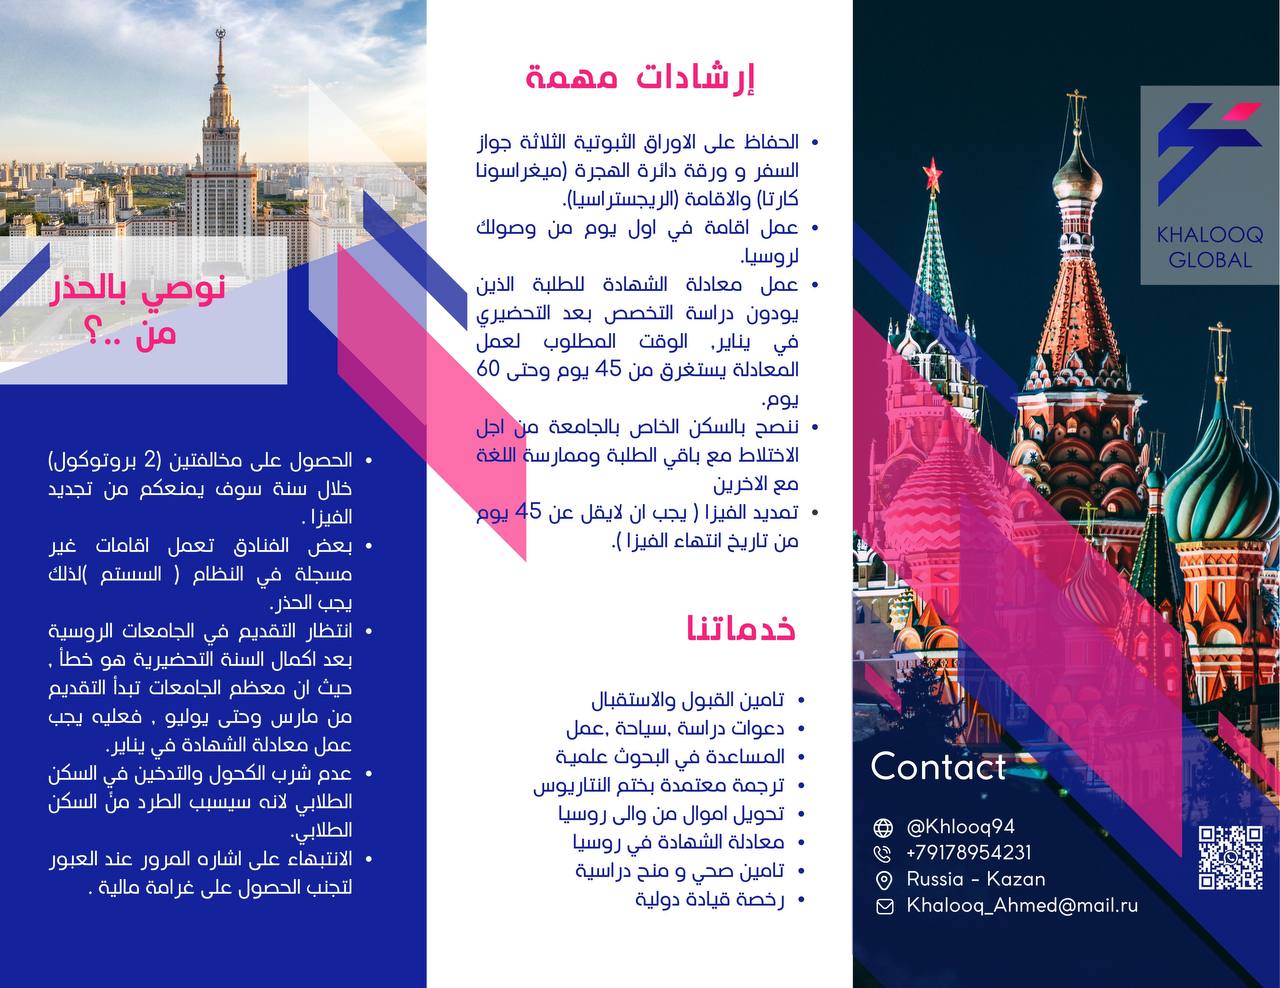 KHALOOQ
GLOBAL
Contact
@Khlooq94
+79178954231
Russia - Kazan
Khalooq_Ahmed@mail.ru
إرشادات مهمة
• الحفاظ على الاوراق الثبوتية الثلاثة جواز
السفر و ورقة دائرة الهجرة (ميغراسونا
كارتا) والاقامة (الريجستراسيا).
• عمل اقامة في اول يوم من وصولك
لروسيا.
• عمل معادلة الشهادة للطلبة الذين
يودون دراسة التخصص بعد التحضيري
في يناير, الوقت المطلوب لعمل
المعادلة يستغرق من 45 يوم وحتى 60
يوم.
• ننصح بالسكن الخاص بالجامعة من اجل
الاختلاط مع باقي الطلبة وممارسة اللغة
مع الاخرين
• تمديد الفيزا ( يجب ان لايقل عن 45 يوم
من تاريخ انتهاء الفيزا ).
خدماتنا
• تامين القبول والاستقبال
• دعوات دراسة ,سياحة ,عمل
• المساعدة في البحوث علمية
• ترجمة معتمدة بختم النتاريوس
• تحويل اموال من والى روسيا
• معادلة الشهادة في روسيا
• تامين صحي و منح دراسية
• رخصة قيادة دولية
نوصي بالحذر
من ..؟
• الحصول على مخالفتين (2 بروتوكول)
خلال سنة سوف يمنعكم من تجديد
الفيزا .
• بعض الفنادق تعمل اقامات غير
مسجلة في النظام ( السستم )لذلك
يجب الحذر.
• انتظار التقديم في الجامعات الروسية
بعد اكمال السنة التحضيرية هو خطأ ,
حيث ان معظم الجامعات تبدأ التقديم
من مارس وحتى يوليو , فعليه يجب
عمل معادلة الشهادة في يناير.
• عدم شرب الكحول والتدخين في السكن
الطلابي لانه سيسبب الطرد منْ السكن
الطلابي.
• الانتبهاء على اشاره المرور عند العبور
لتجنب الحصول على غرامة مالية .